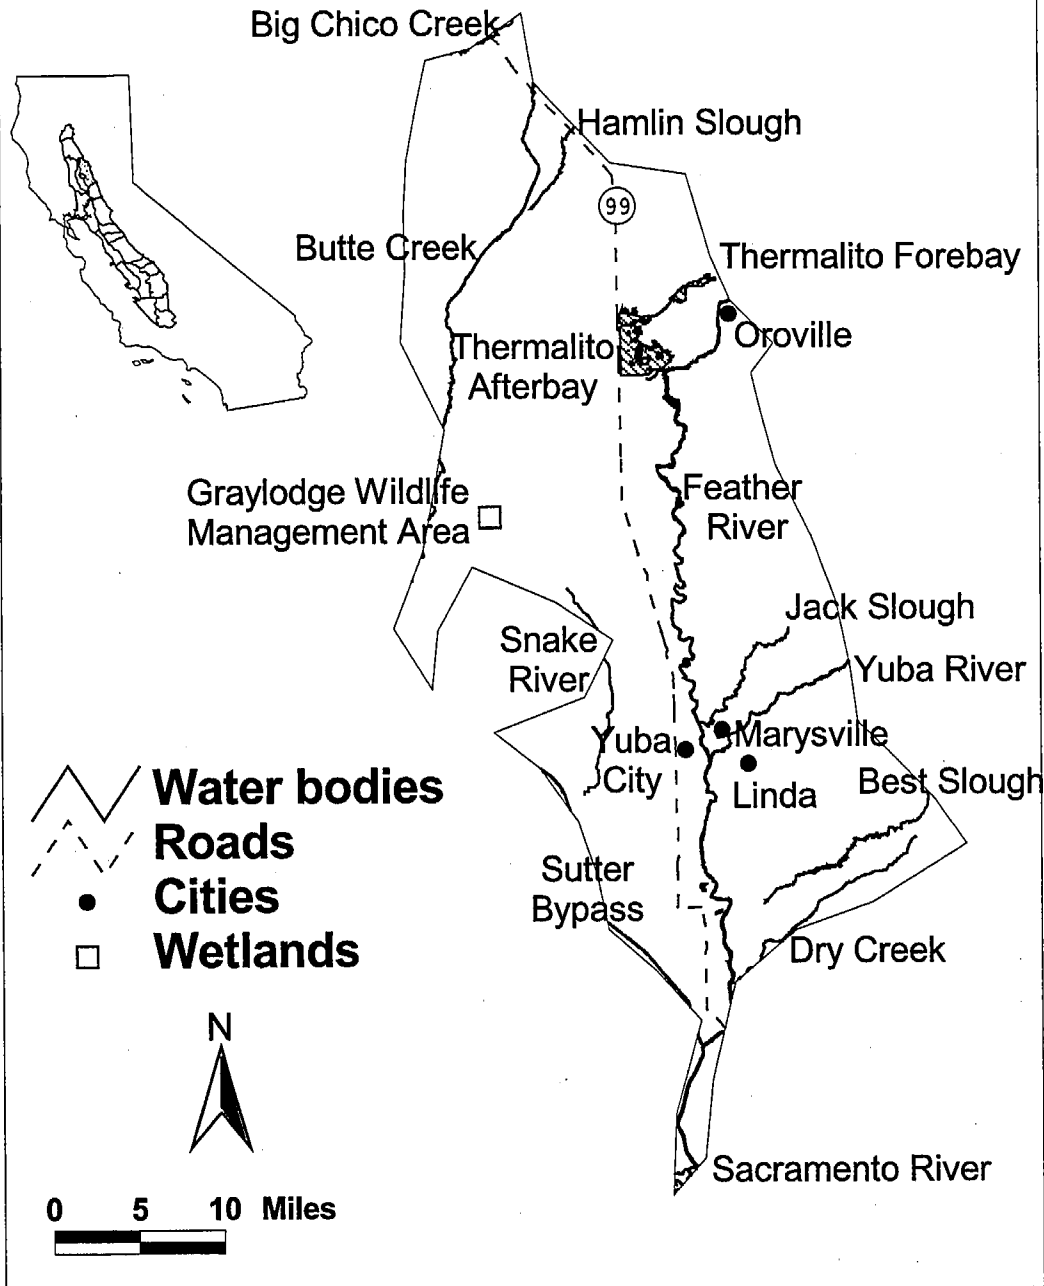 Big Chico Creek
Hamlin Slough
99
Butte Creek
Thermalito Forebay
Oroville
Thermalito
Afterbay
Graylodge Wildlife
Management Area
Feather
River
Jack Slough
Snake
River
Yuba River
Yuba
City
Marysville
Linda
Best Slough
Water bodies
Roads
Cities
Wetlands
Sutter
Bypass
Dry Creek
N
Sacramento River
0 5 10 Miles